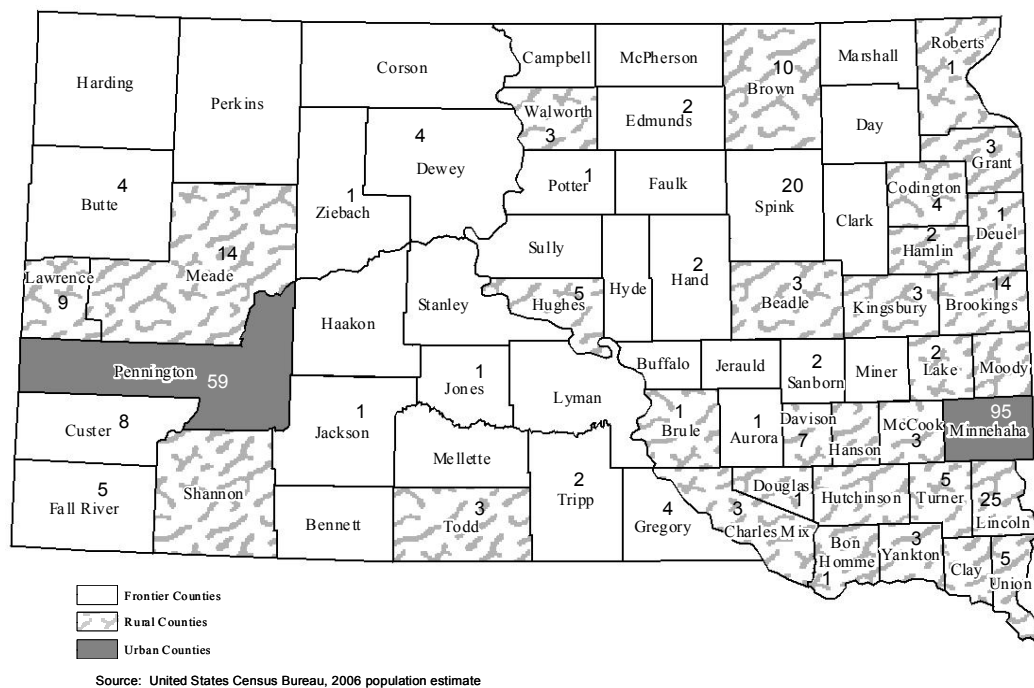 Harding
Perkins
Corson
Campbell
McPherson
10
Brown
Marshall
Roberts
1
Walworth
3
2
Edmunds
Day
4
Dewey
3
Grant
4
Butte
1
Ziebach
Potter 1
Faulk
20
Spink
Clark
Codington
4
1
Deuel
2
Hamlin
14
Meade
Sully
Hyde
2
Hand
Lawrence
9
Stanley
5
Hughes
3
Beadle
3
Kingsbury
14
Brookings
Haakon
Pennington 59
1
Jones
Lyman
Buffalo
Jerauld
2
Sanborn
Miner
2
Lake
Moody
Custer 8
1
Jackson
1
Brule
1
Aurora
Davison
7
Hanson
McCook
3
95
Minnehaha
5
Fall River
Shannon
Mellette
2
Tripp
Douglas
1
Hutchinson
5
Turner
25
Lincoln
Bennett
3
Todd
4
Gregory
3
Charles Mix
Bon
Homme
1
3
Yankton
Clay
5
Union
Frontier Counties
Rural Counties
Urban Counties
Source: United States Census Bureau, 2006 population estimate